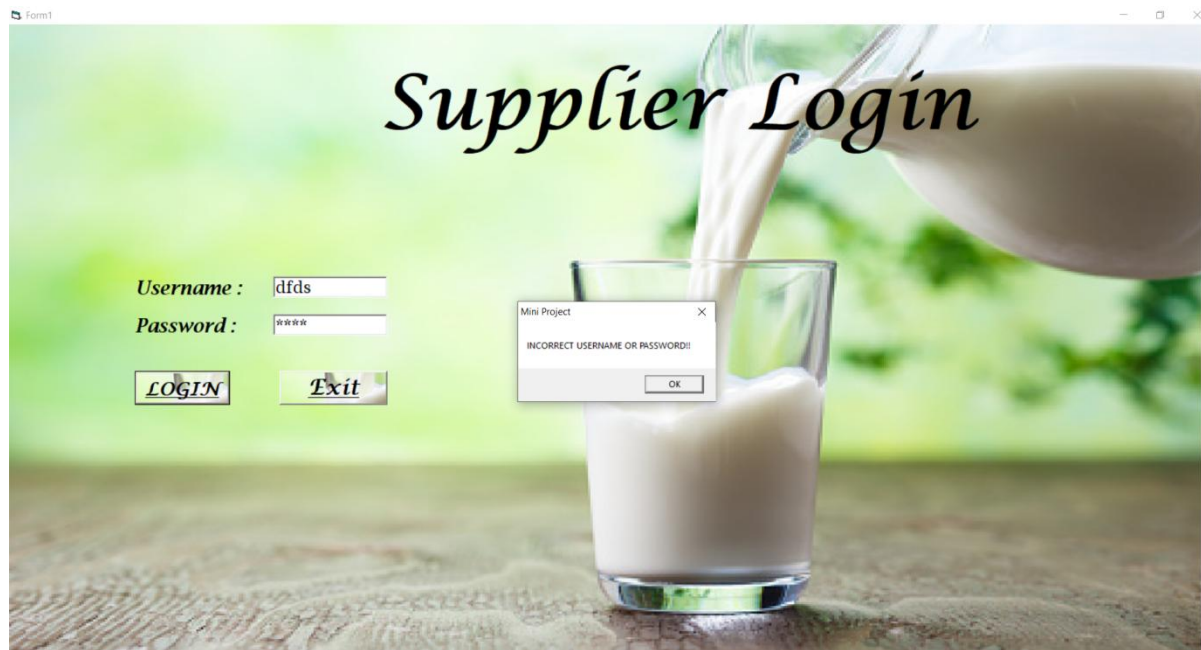 Form1
Supplier Login
Username : dfds
Password : ****
Mini Project
INCORRECT USERNAME OR PASSWORD!!
OK
LOGIN Exit